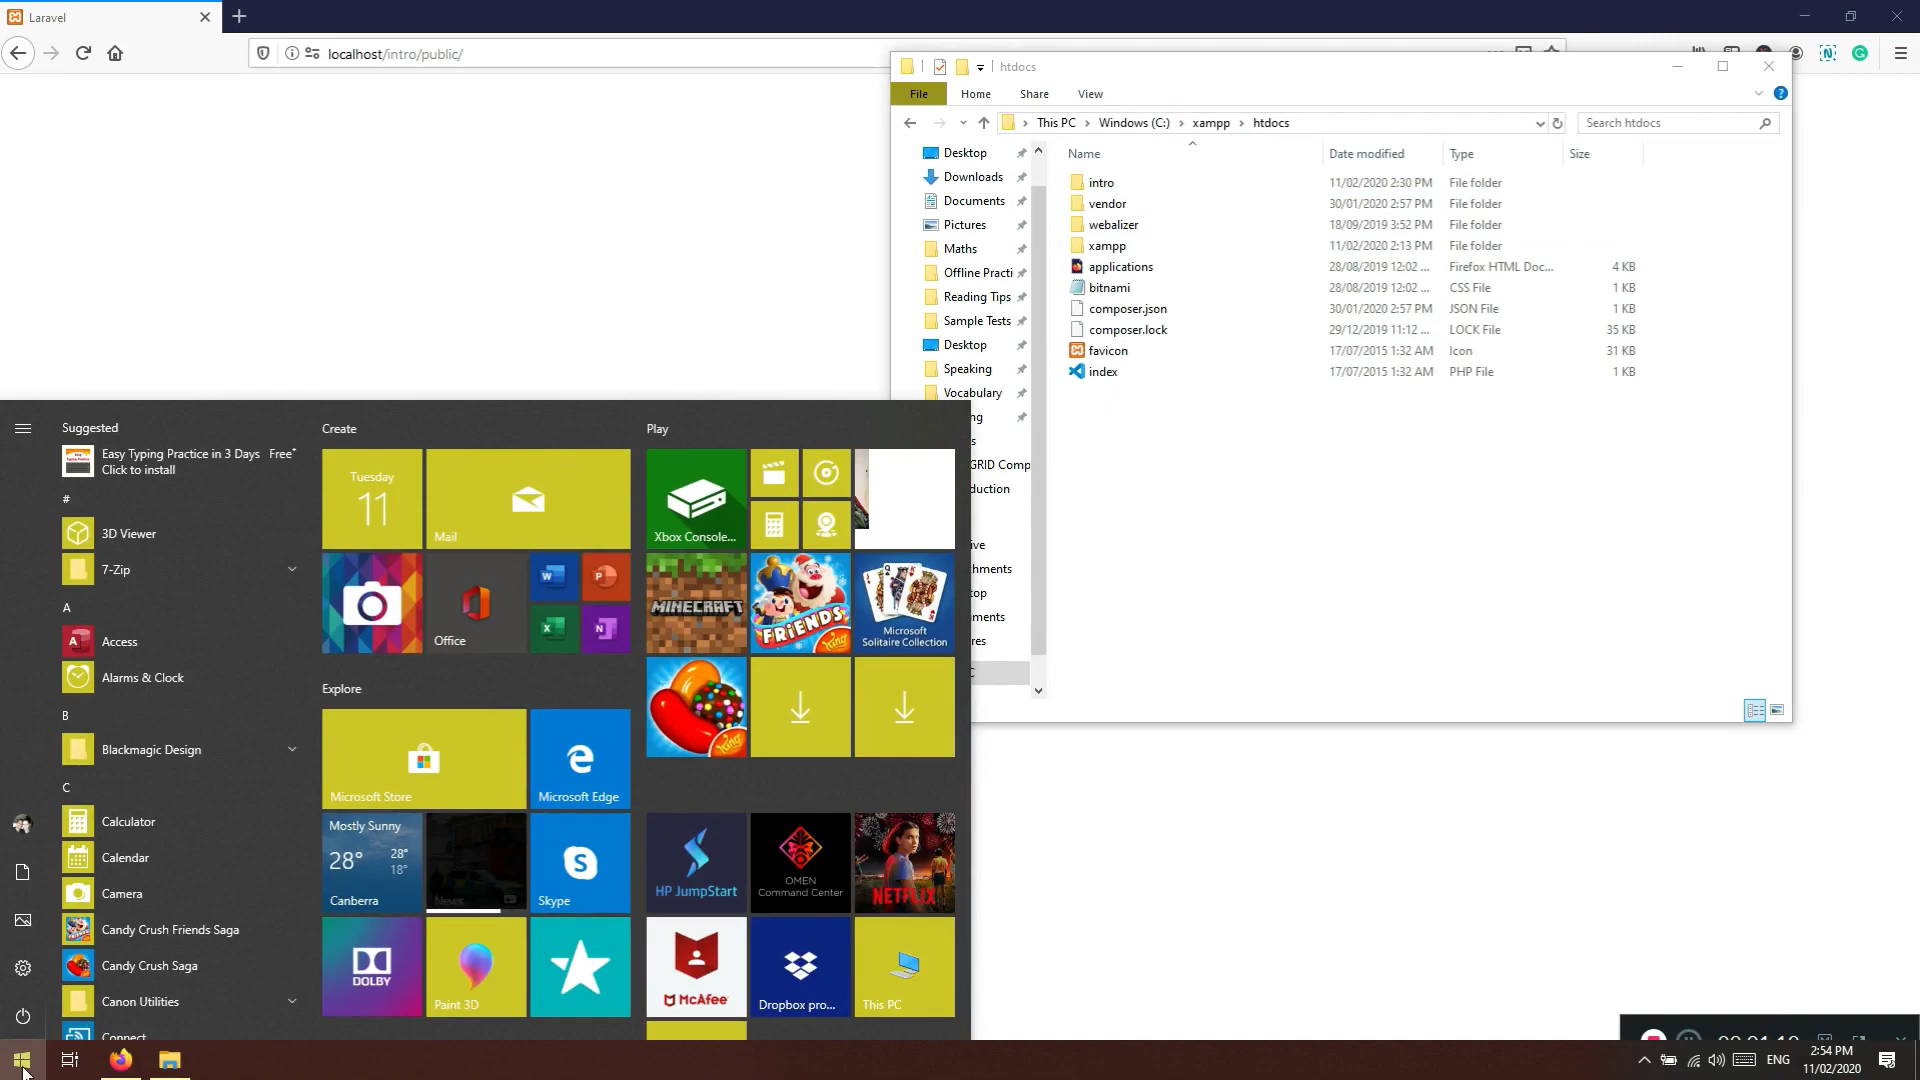 Laravel
localhost/intro/public/
htdocs
File
Home
Share
View
This PC
Windows (C:)
xampp
htdocs
Search htdocs
Name
Date modified
Type
Size
Desktop
Downloads
Documents
Pictures
Maths
Offline Practi
Reading Tips
Sample Tests
Desktop
Speaking
Vocabulary
intro 11/02/2020 2:30 PM File folder
vendor 30/01/2020 2:57 PM File folder
webalizer 18/09/2019 3:52 PM File folder
xampp 11/02/2020 2:13 PM File folder
applications 28/08/2019 12:02 ... Firefox HTML Doc... 4 KB
bitnami 28/08/2019 12:02 ... CSS File 1 KB
composer.json 30/01/2020 2:57 PM JSON File 1 KB
composer.lock 29/12/2019 11:12 ... LOCK File 35 KB
favicon 17/07/2015 1:32 AM Icon 31 KB
index 17/07/2015 1:32 AM PHP File 1 KB
ng
s
GRID Comp
duction
ive
chments
top
ments
res
C
Suggested
Easy Typing Practice in 3 Days Free*
Click to install
#
3D Viewer
7-Zip
A
Access
Alarms & Clock
B
Blackmagic Design
C
Calculator
Calendar
Camera
Candy Crush Friends Saga
Candy Crush Saga
Canon Utilities
Connect
Create
Tuesday
11
Mail
Office
Explore
Microsoft Store
Microsoft Edge
Mostly Sunny
28°
28°
18°
Canberra
News
Skype
DOLBY
Paint 3D
Play
Xbox Console...
MINECRAFT
FRIENDS
King
Microsoft
Solitaire Collection
King
HP JumpStart
OMEN
Command Center
NETFLIX
McAfee
Dropbox pro...
This PC
ENG
2:54 PM
11/02/2020